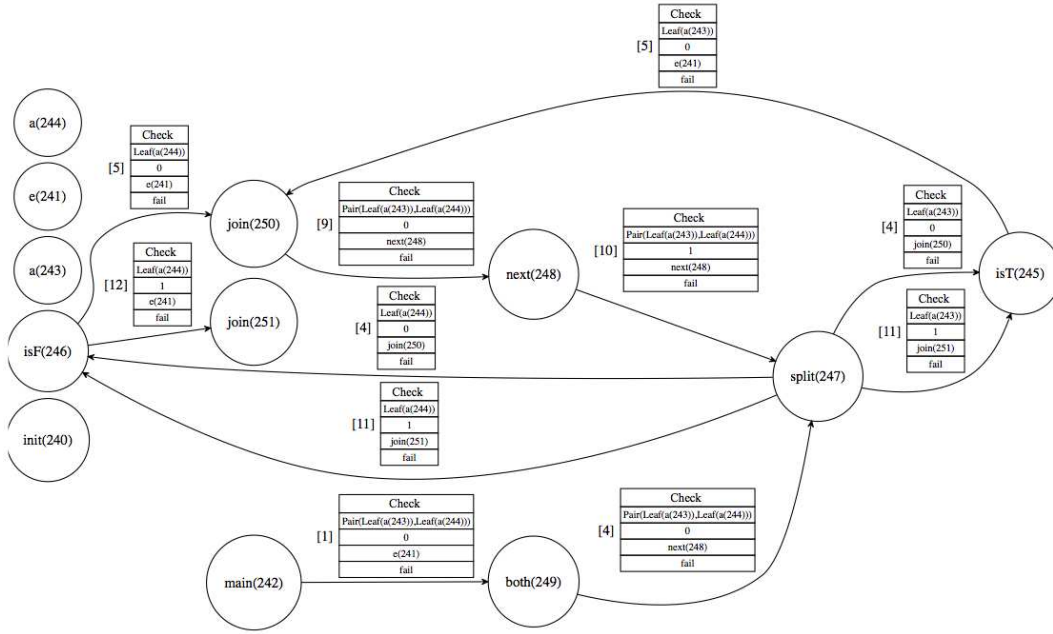 Check
Leaf(a(243))
[5]
0
e(241)
fail
a(244)
Check
Leaf(a(244))
[5]
0
e(241)
fail
e(241)
join(250)
Check
Pair(Leaf(a(243)),Leaf(a(244)))
[9]
0
next(248)
fail
Check
Pair(Leaf(a(243)),Leaf(a(244)))
[10]
1
next(248)
fail
Check
Leaf(a(243))
[4]
0
join(250)
fail
a(243)
Check
Leaf(a(244))
[12]
1
e(241)
fail
next(248)
isT(245)
join(251)
Check
Leaf(a(244))
[4]
0
join(250)
fail
Check
Leaf(a(243))
[11]
1
join(251)
fail
isF(246)
split(247)
Check
Leaf(a(244))
[11]
1
join(251)
fail
init(240)
Check
Pair(Leaf(a(243)),Leaf(a(244)))
[1]
0
e(241)
fail
Check
Pair(Leaf(a(243)),Leaf(a(244)))
[4]
0
next(248)
fail
main(242)
both(249)